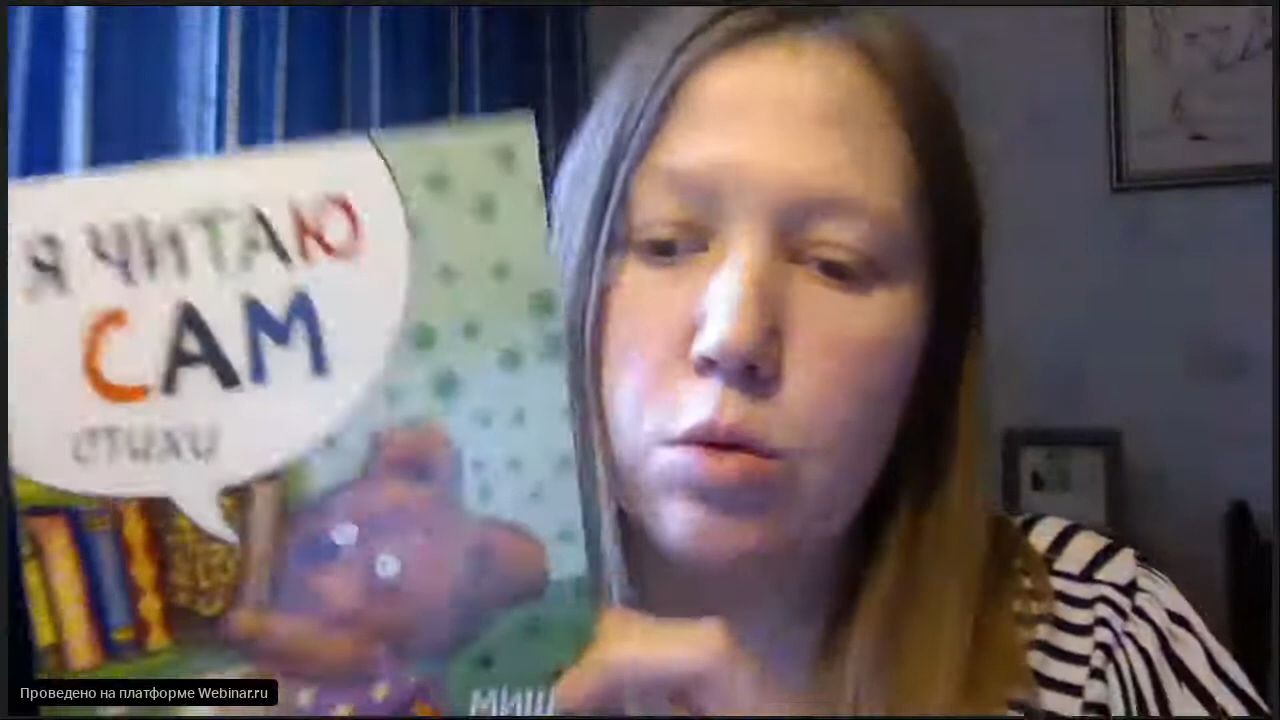 Я ЧИТАЮ
САМ
СТИХИ
Проведено на платформе Webinar.ru